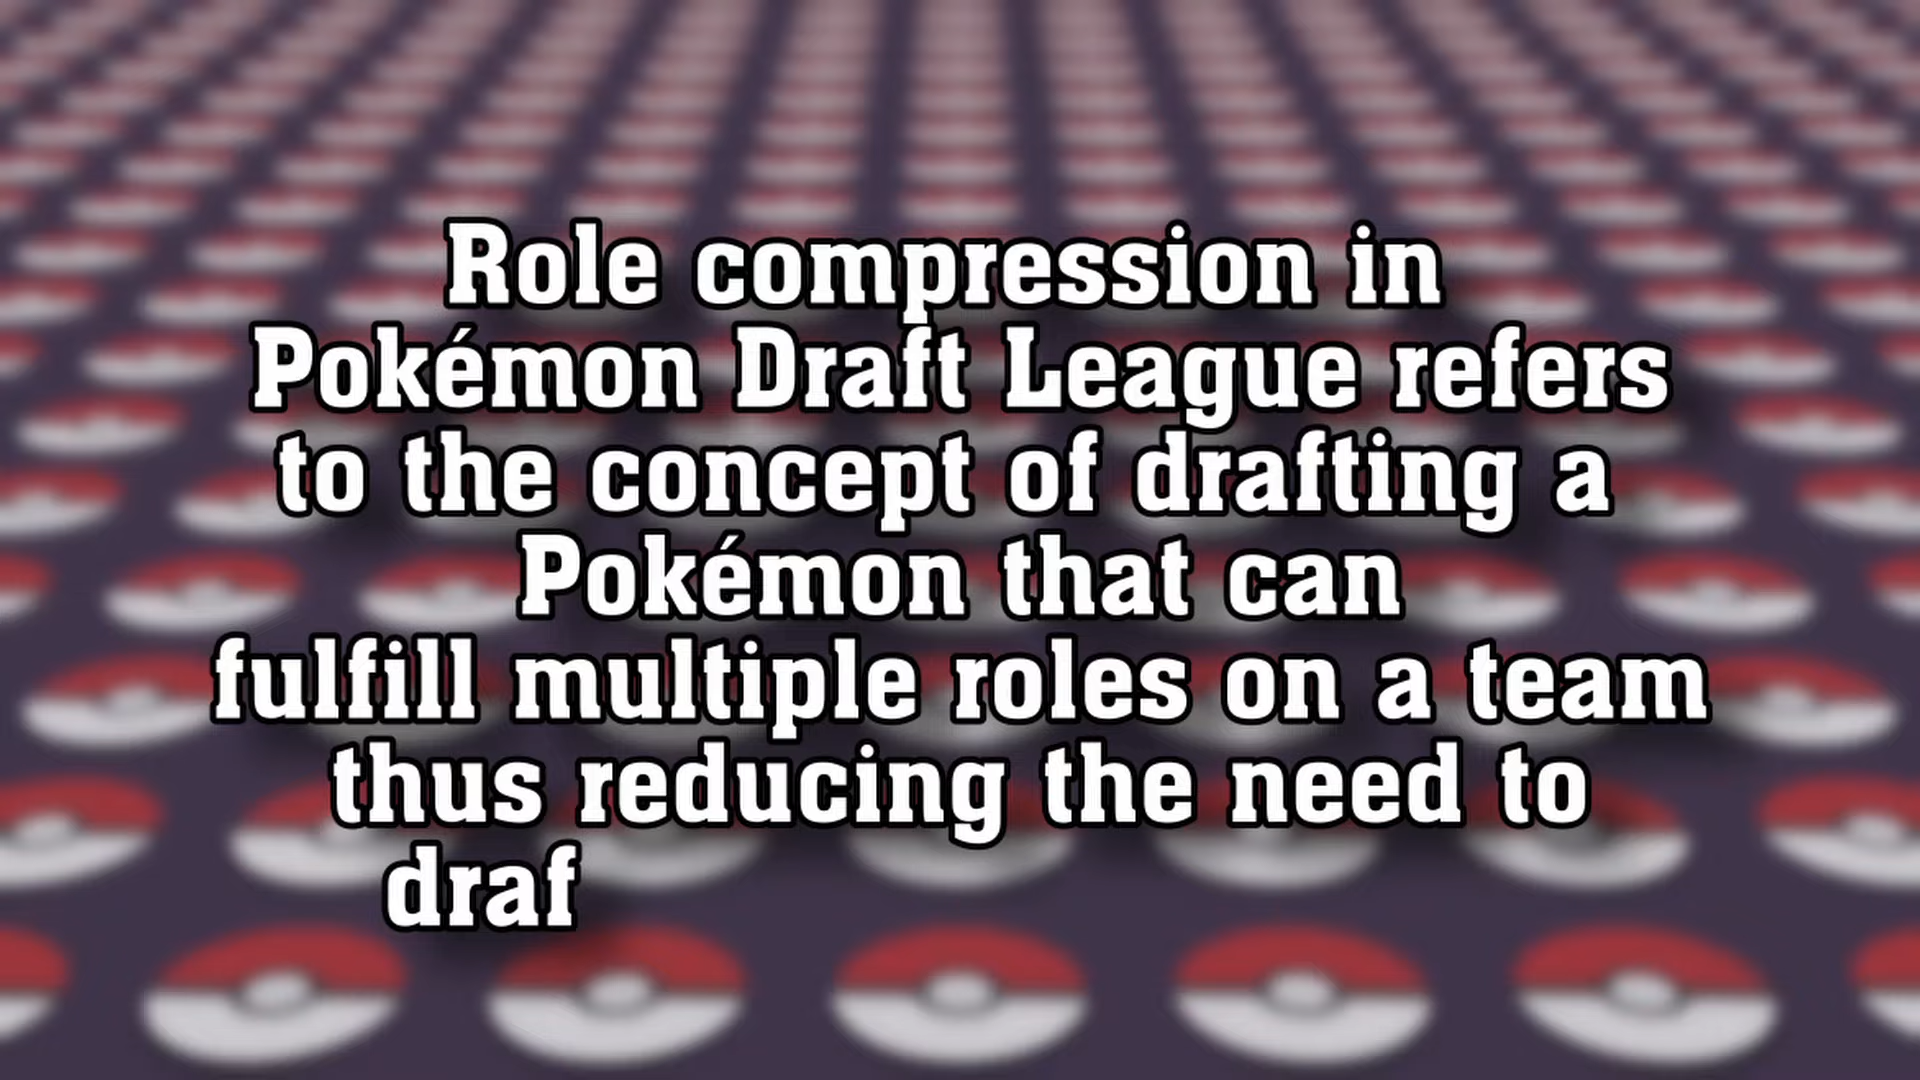 Role compression in
Pokémon Draft League refers
to the concept of drafting a
Pokémon that can
fulfill multiple roles on a team
thus reducing the need to
draf